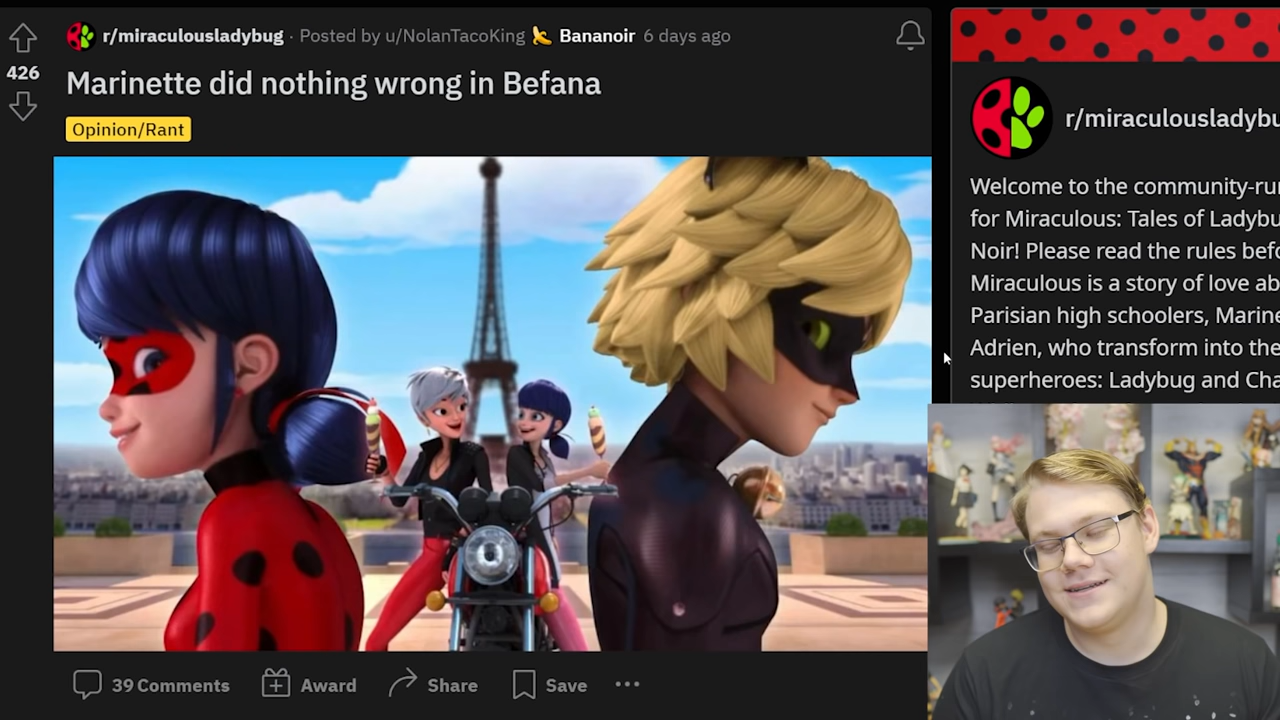 r/miraculousladybug · Posted by u/NolanTacoKing 🍌 Bananoir 6 days ago
426
Marinette did nothing wrong in Befana
Opinion/Rant
39 Comments Award Share Save
r/miraculousladybu
Welcome to the community-ru
for Miraculous: Tales of Ladybu
Noir! Please read the rules befo
Miraculous is a story of love ab
Parisian high schoolers, Marine
Adrien, who transform into the
superheroes: Ladybug and Cha